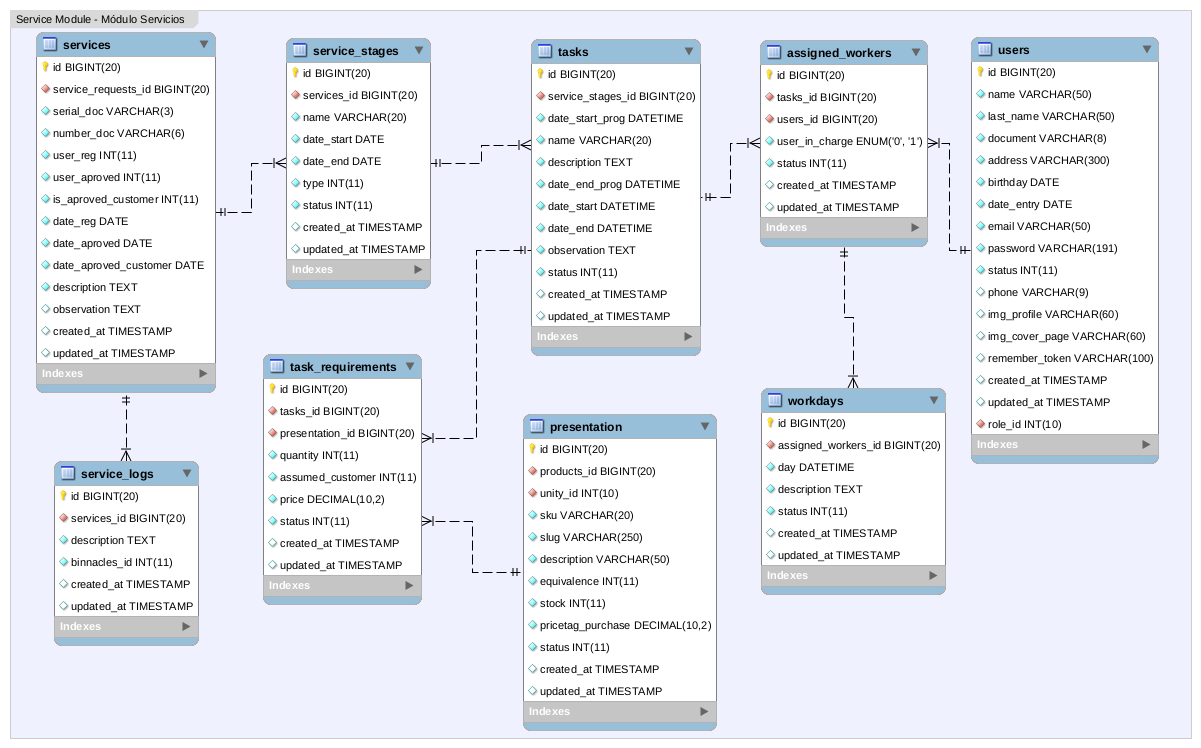 Service Module - Módulo Servicios
services
id BIGINT(20)
service_requests_id BIGINT(20)
serial_doc VARCHAR(3)
number_doc VARCHAR(6)
user_reg INT(11)
user_aproved INT(11)
is_aproved_customer INT(11)
date_reg DATE
date_aproved DATE
date_aproved_customer DATE
description TEXT
observation TEXT
created_at TIMESTAMP
updated_at TIMESTAMP
Indexes
service_stages
id BIGINT(20)
services_id BIGINT(20)
name VARCHAR(20)
date_start DATE
date_end DATE
type INT(11)
status INT(11)
created_at TIMESTAMP
updated_at TIMESTAMP
Indexes
tasks
id BIGINT(20)
service_stages_id BIGINT(20)
date_start_prog DATETIME
name VARCHAR(20)
description TEXT
date_end_prog DATETIME
date_start DATETIME
date_end DATETIME
observation TEXT
status INT(11)
created_at TIMESTAMP
updated_at TIMESTAMP
Indexes
assigned_workers
id BIGINT(20)
tasks_id BIGINT(20)
users_id BIGINT(20)
user_in_charge ENUM('0', '1')
status INT(11)
created_at TIMESTAMP
updated_at TIMESTAMP
Indexes
users
id BIGINT(20)
name VARCHAR(50)
last_name VARCHAR(50)
document VARCHAR(8)
address VARCHAR(300)
birthday DATE
date_entry DATE
email VARCHAR(50)
password VARCHAR(191)
status INT(11)
phone VARCHAR(9)
img_profile VARCHAR(60)
img_cover_page VARCHAR(60)
remember_token VARCHAR(100)
created_at TIMESTAMP
updated_at TIMESTAMP
role_id INT(10)
Indexes
service_logs
id BIGINT(20)
services_id BIGINT(20)
description TEXT
binnacles_id INT(11)
created_at TIMESTAMP
updated_at TIMESTAMP
Indexes
task_requirements
id BIGINT(20)
tasks_id BIGINT(20)
presentation_id BIGINT(20)
quantity INT(11)
assumed_customer INT(11)
price DECIMAL(10,2)
status INT(11)
created_at TIMESTAMP
updated_at TIMESTAMP
Indexes
presentation
id BIGINT(20)
products_id BIGINT(20)
unity_id INT(10)
sku VARCHAR(20)
slug VARCHAR(250)
description VARCHAR(50)
equivalence INT(11)
stock INT(11)
pricetag_purchase DECIMAL(10,2)
status INT(11)
created_at TIMESTAMP
updated_at TIMESTAMP
Indexes
workdays
id BIGINT(20)
assigned_workers_id BIGINT(20)
day DATETIME
description TEXT
status INT(11)
created_at TIMESTAMP
updated_at TIMESTAMP
Indexes